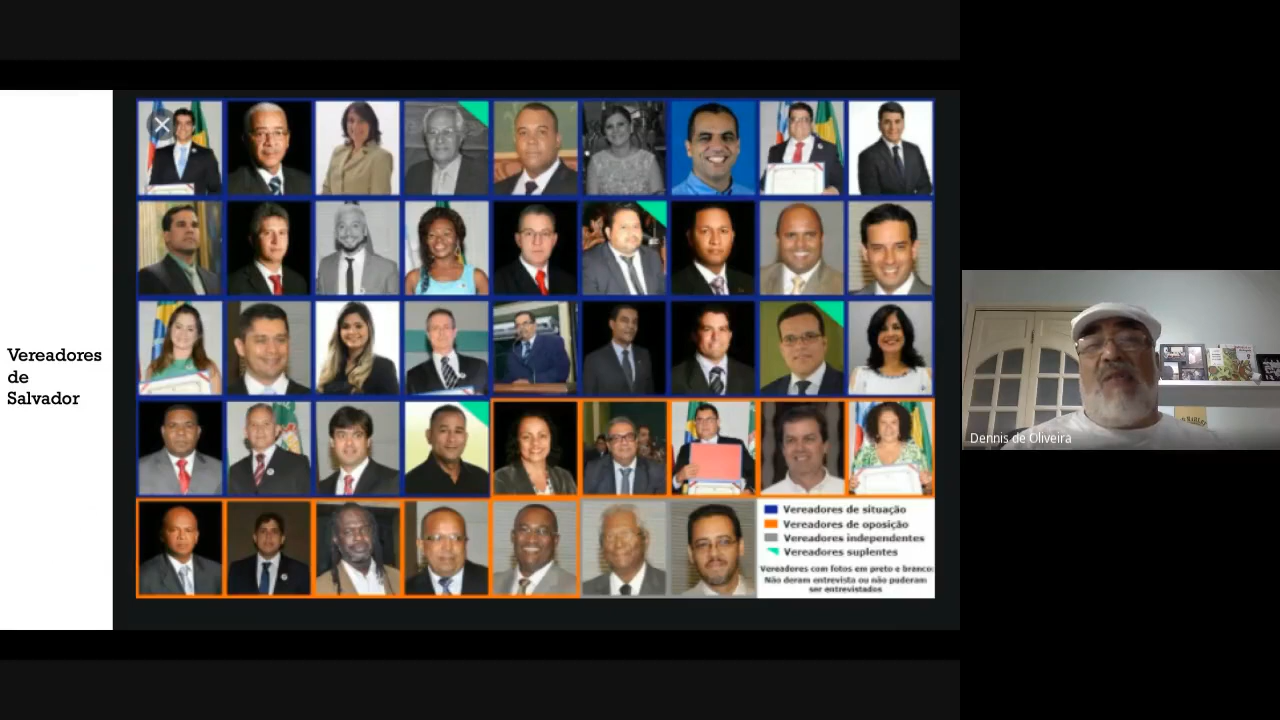 Vereadores
de
Salvador
Vereadores de situação
Vereadores de oposição
Vereadores independentes
Vereadores suplentes
Vereadores com fotos em preto e branco:
Não deram entrevista ou não puderam
ser entrevistados
Dennis de Oliveira